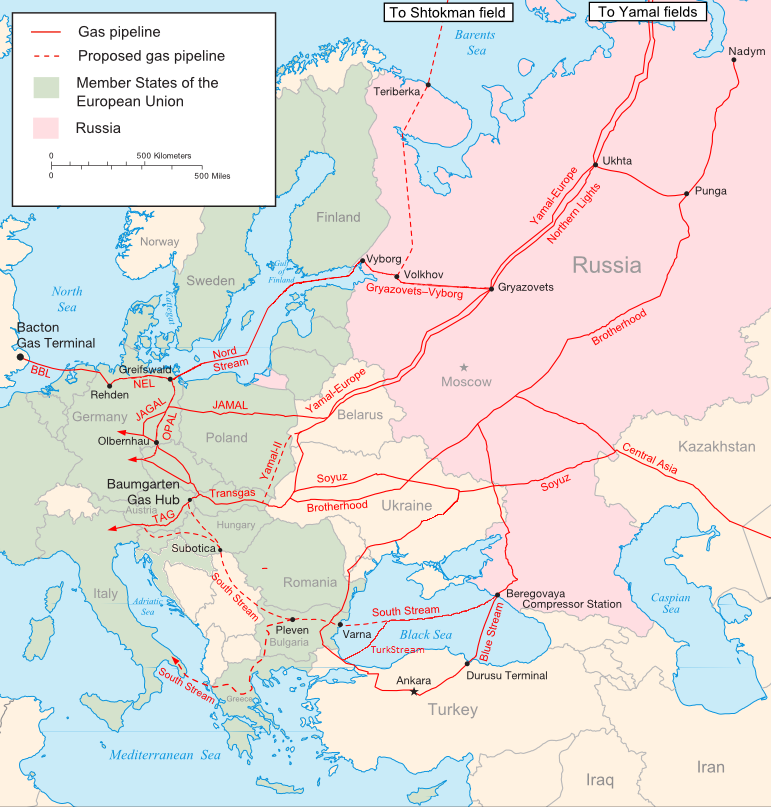 To Shtokman field
To Yamal fields
Gas pipeline
Proposed gas pipeline
Member States of the
European Union
Russia
0
500 Kilometers
0
500 Miles
Barents
Sea
Nadym
Teriberka
Ukhta
Yamal-Europe
Northern Lights
Punga
Finland
Norway
Sweden
Gulf
of
Finland
Vyborg
Volkhov
Gryazovets–Vyborg
Gryazovets
Russia
North
Sea
Kattegat
Bacton
Gas Terminal
BBL
Greifswald
NEL
Rehden
Nord
Stream
Brotherhood
Moscow
Yamal-Europe
Belarus
JAGAL
OPAL
JAMAL
Germany
Poland
Olbernhau
Yamal-II
Kazakhstan
Central Asia
Baumgarten
Gas Hub
Transgas
Soyuz
Soyuz
Brotherhood
Ukraine
Austria
TAG
Hungary
Subotica
Romania
South Stream
Italy
Adriatic
Sea
Beregovaya
Compressor Station
Caspian
Sea
South Stream
Pleven
Varna
Bulgaria
Black Sea
TurkStream
Blue Stream
South Stream
Greece
Ankara
Durusu Terminal
Turkey
Mediterranean Sea
Iraq
Iran